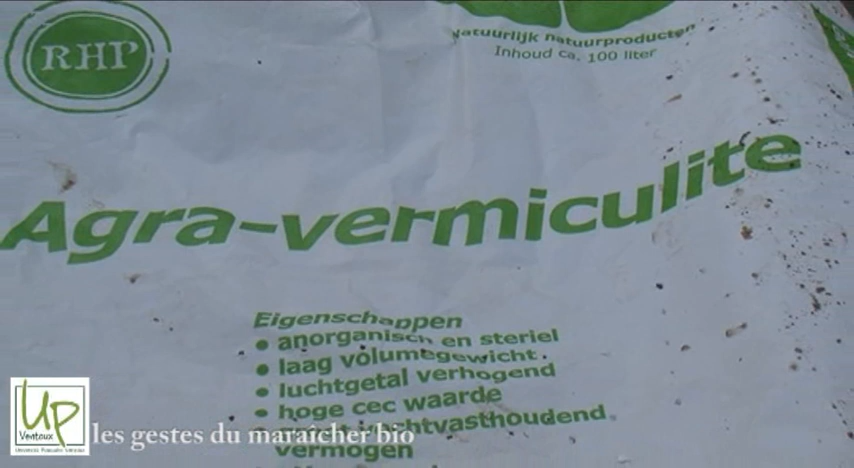 RHP
Natuurlijk natuurproducten
Inhoud ca. 100 liter
Agra-vermiculite
Eigenschappen
• anorganisch en steriel
• laag volumegewicht.
• luchtgetal verhogend
• hoge cec waarde
vochtvasthoudend
vermogen
UP
Ventoux
les gestes du maraîcher bio